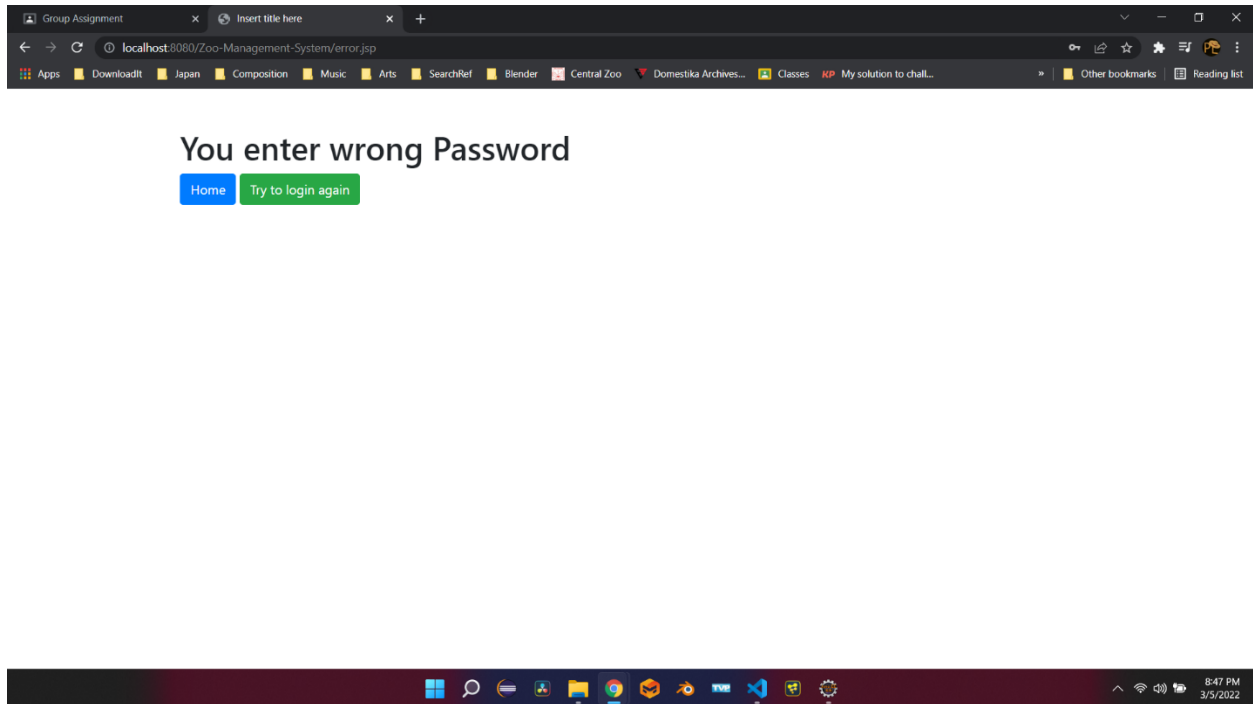 Group Assignment
Insert title here
localhost:8080/Zoo-Management-System/error.jsp
Apps DownloadIt Japan Composition Music Arts SearchRef Blender Central Zoo Domestika Archives... Classes KP My solution to chall... » Other bookmarks Reading list
You enter wrong Password
Home Try to login again
8:47 PM
3/5/2022